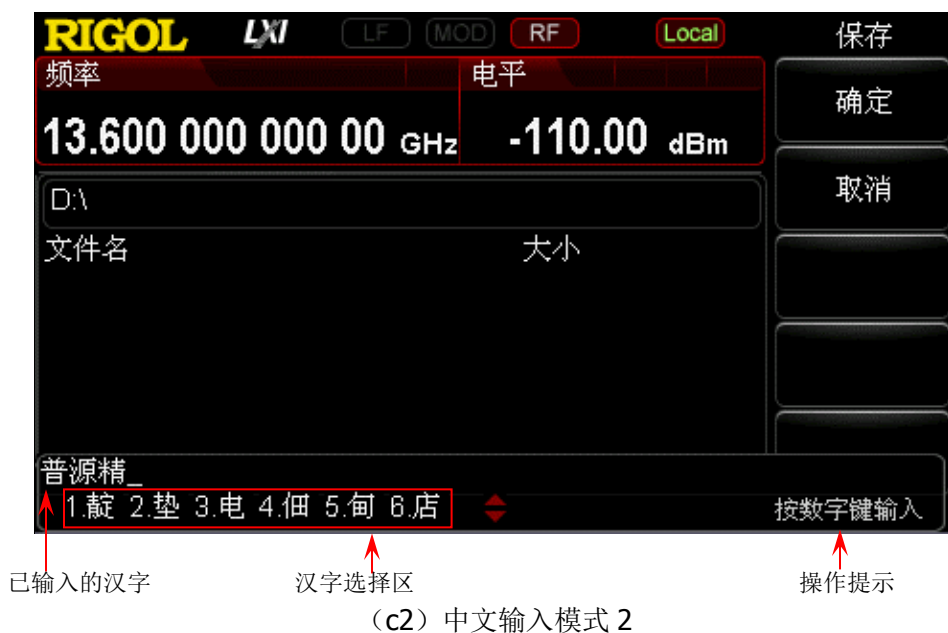 RIGOL LXI LF MOD RF Local 保存
频率 电平 确定
13.600 000 000 00 GHz -110.00 dBm
D:\ 取消
文件名 大小
普源精_
1.靛 2.垫 3.电 4.佃 5.甸 6.店 按数字键输入
已输入的汉字 汉字选择区 操作提示
（c2）中文输入模式 2